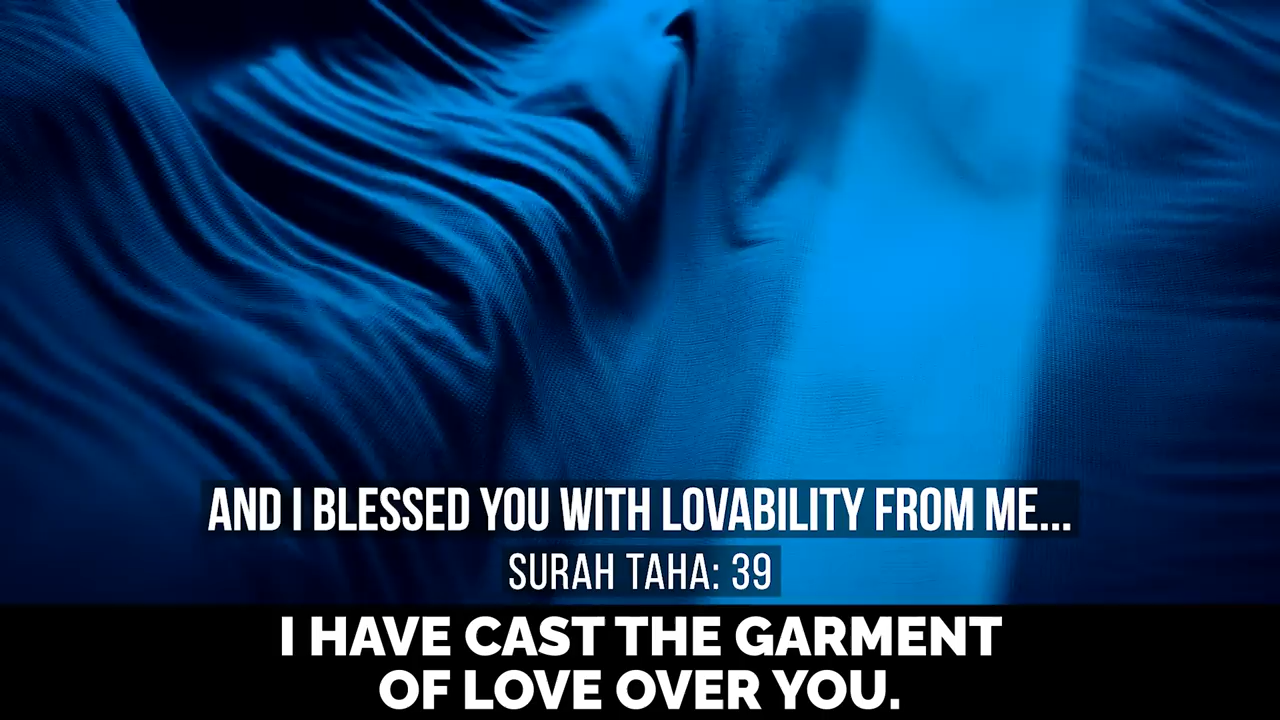 AND I BLESSED YOU WITH LOVABILITY FROM ME...
SURAH TAHA: 39
I HAVE CAST THE GARMENT
OF LOVE OVER YOU.